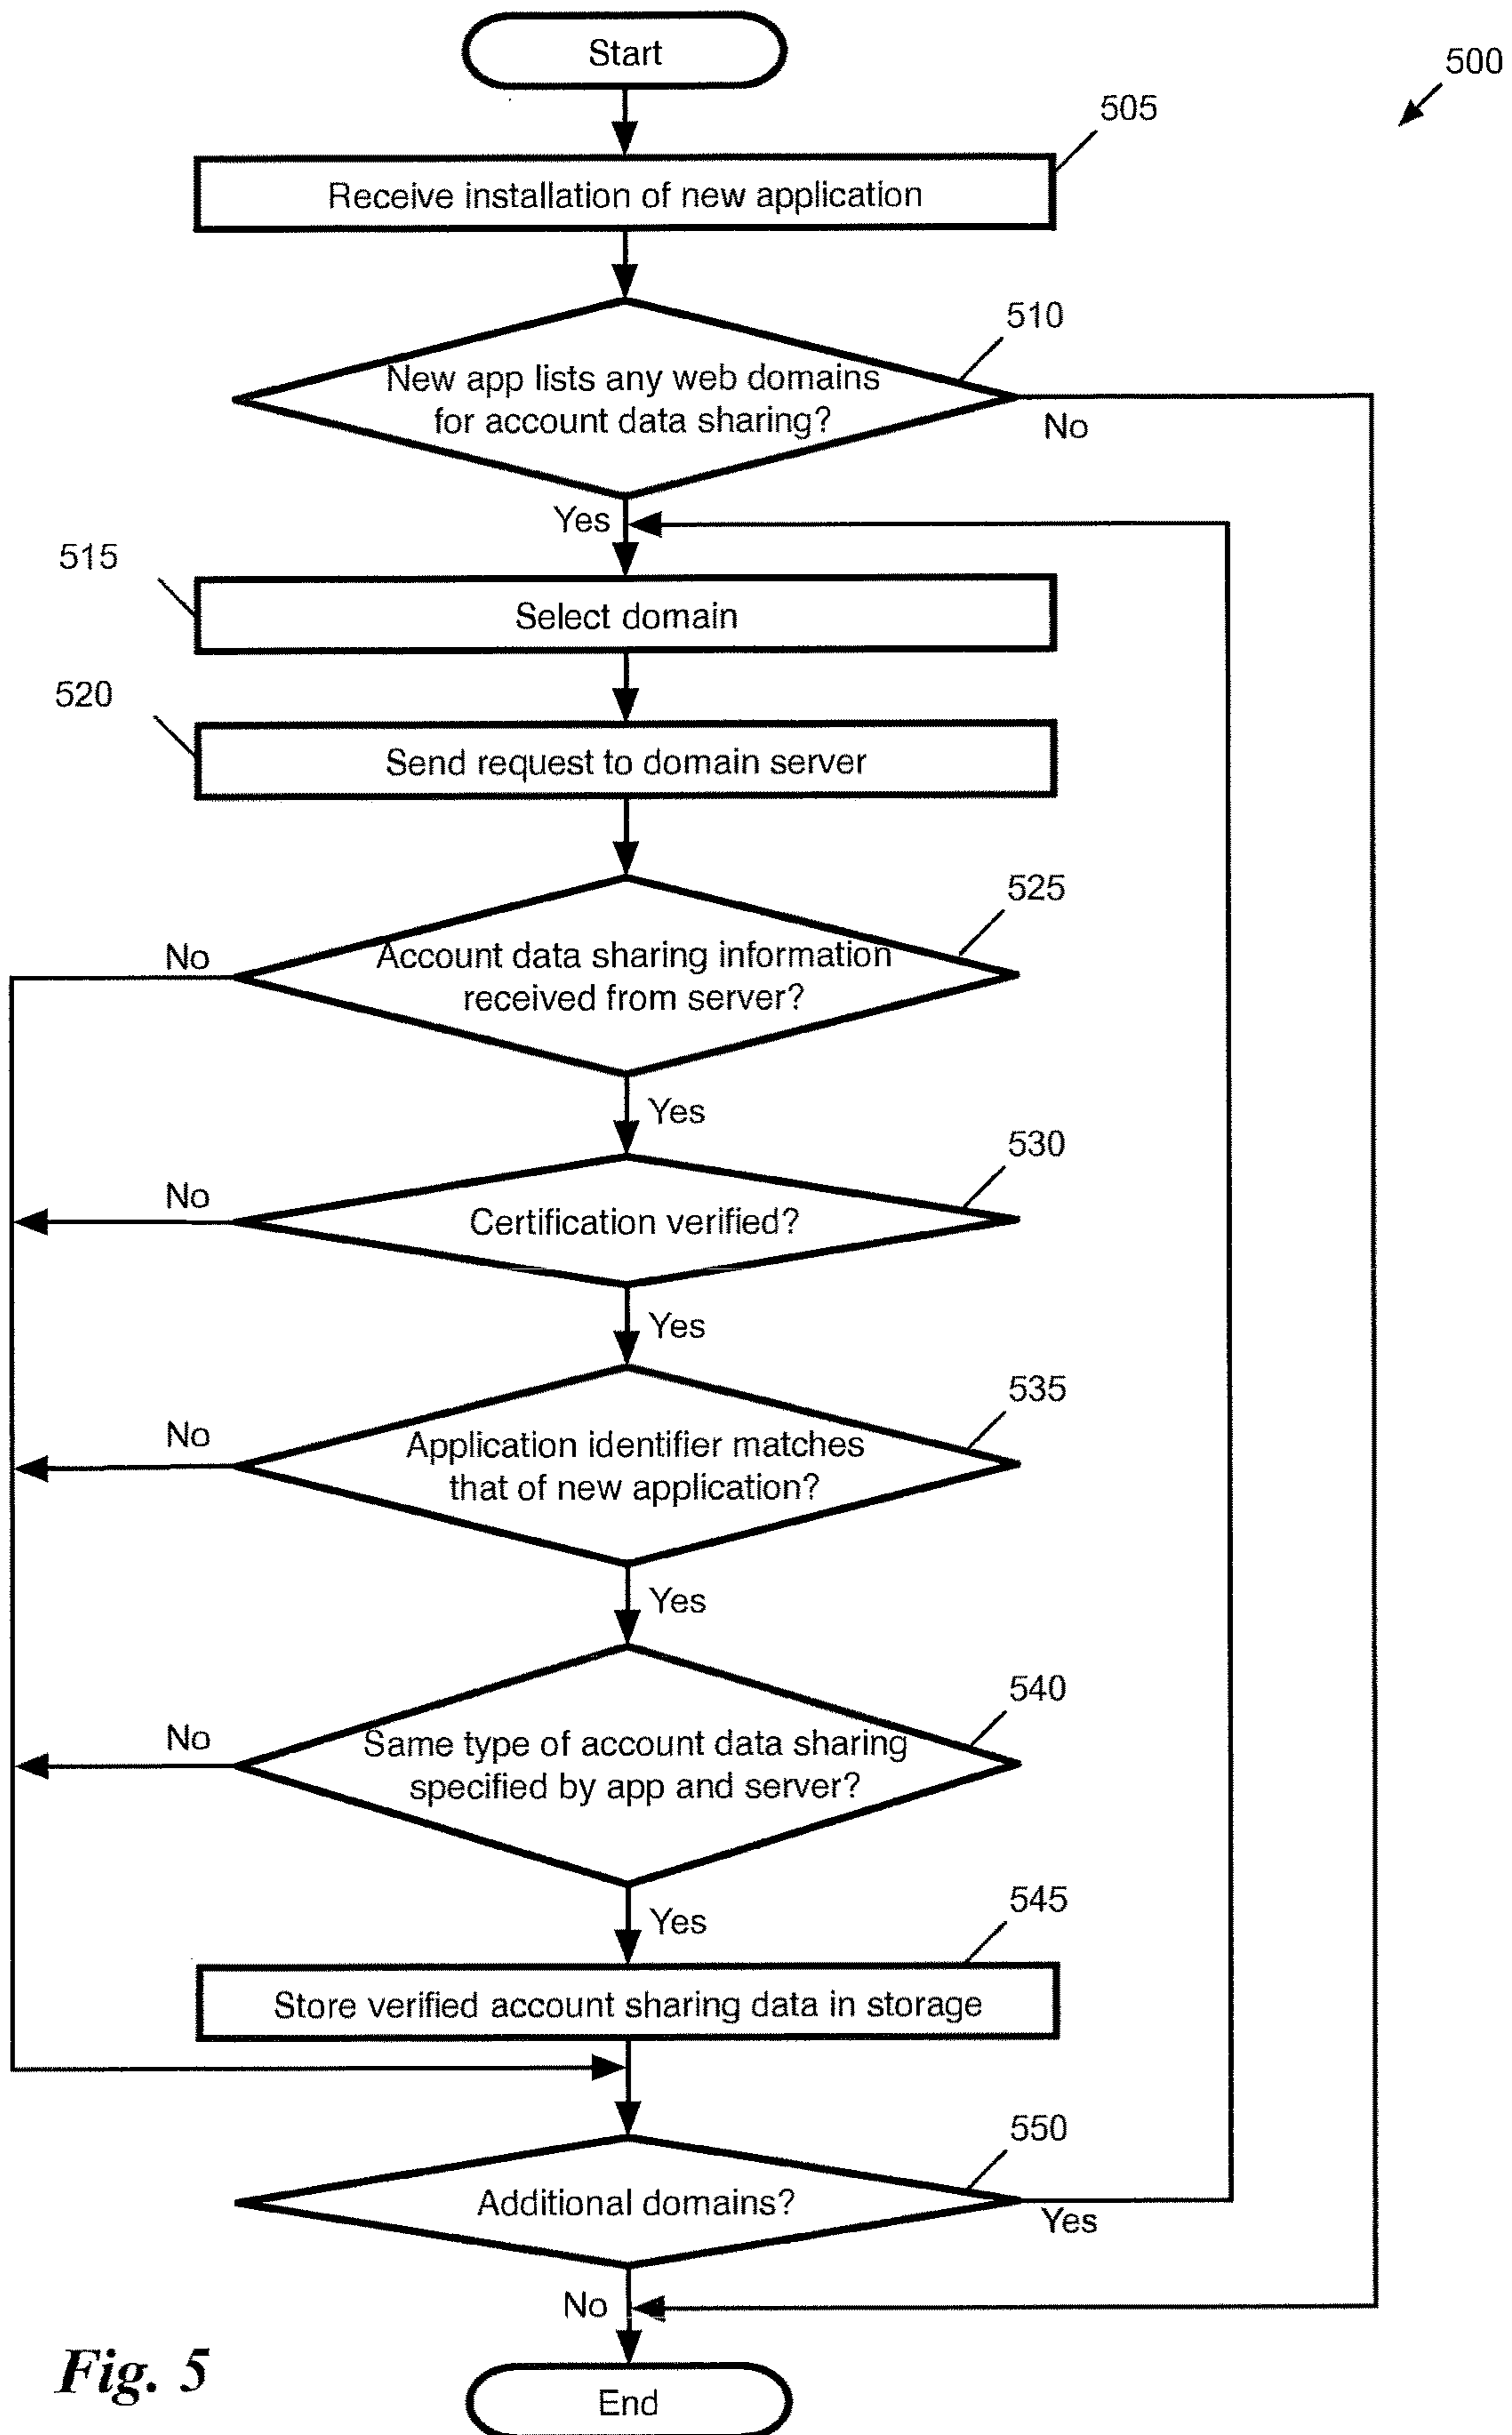 Start
500
505
Receive installation of new application
510
New app lists any web domains
for account data sharing?
No
Yes
515
Select domain
520
Send request to domain server
525
No
Account data sharing information
received from server?
Yes
530
No
Certification verified?
Yes
535
No
Application identifier matches
that of new application?
Yes
540
No
Same type of account data sharing
specified by app and server?
Yes
545
Store verified account sharing data in storage
550
Additional domains?
Yes
No
Fig. 5
End